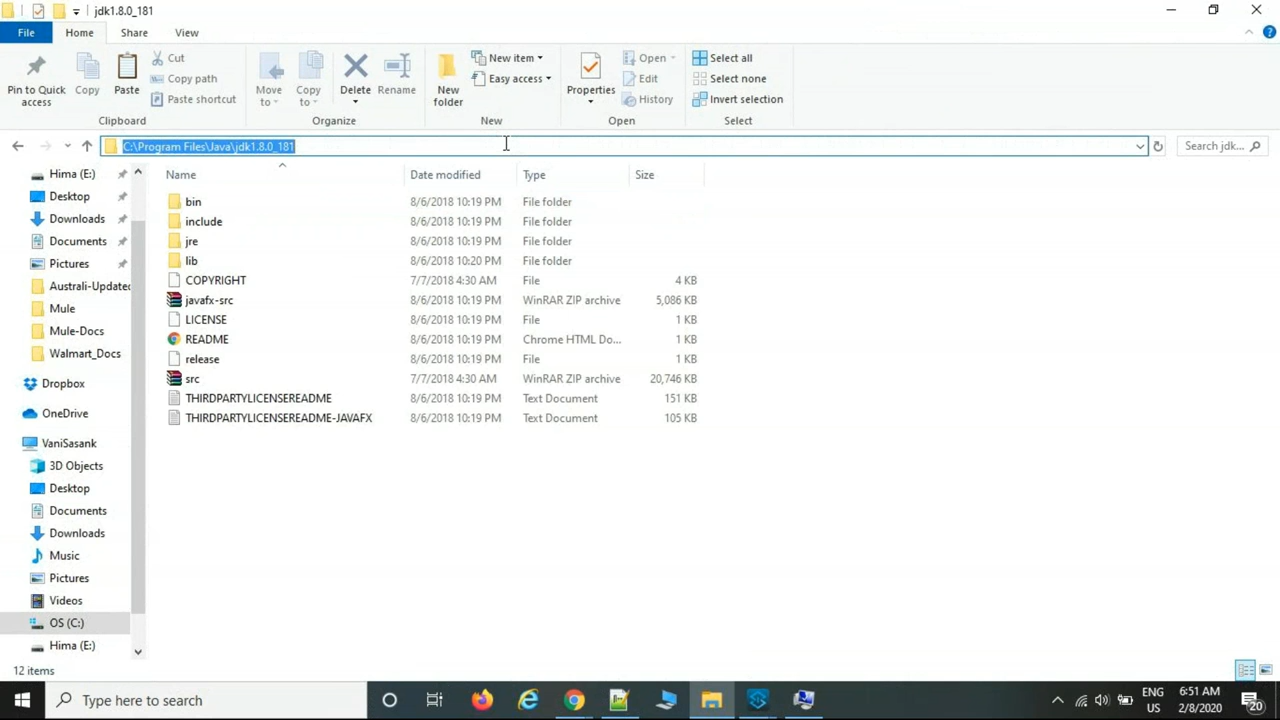 jdk1.8.0_181
File Home Share View
Pin to Quick access
Copy
Paste
Cut
Copy path
Paste shortcut
Clipboard
Move to
Copy to
Delete
Rename
Organize
New folder
New item
Easy access
New
Properties
Open
Edit
History
Open
Select all
Select none
Invert selection
Select
C:\Program Files\Java\jdk1.8.0_181
Search jdk...
Name Date modified Type Size
bin 8/6/2018 10:19 PM File folder
include 8/6/2018 10:19 PM File folder
jre 8/6/2018 10:19 PM File folder
lib 8/6/2018 10:20 PM File folder
COPYRIGHT 7/7/2018 4:30 AM File 4 KB
javafx-src 8/6/2018 10:19 PM WinRAR ZIP archive 5,086 KB
LICENSE 8/6/2018 10:19 PM File 1 KB
README 8/6/2018 10:19 PM Chrome HTML Do... 1 KB
release 8/6/2018 10:19 PM File 1 KB
src 7/7/2018 4:30 AM WinRAR ZIP archive 20,746 KB
THIRDPARTYLICENSEREADME 8/6/2018 10:19 PM Text Document 151 KB
THIRDPARTYLICENSEREADME-JAVAFX 8/6/2018 10:19 PM Text Document 105 KB
Hima (E:)
Desktop
Downloads
Documents
Pictures
Australi-Updated
Mule
Mule-Docs
Walmart_Docs
Dropbox
OneDrive
VaniSasank
3D Objects
Desktop
Documents
Downloads
Music
Pictures
Videos
OS (C:)
Hima (E:)
12 items
Type here to search
ENG
US
6:51 AM
2/8/2020
20